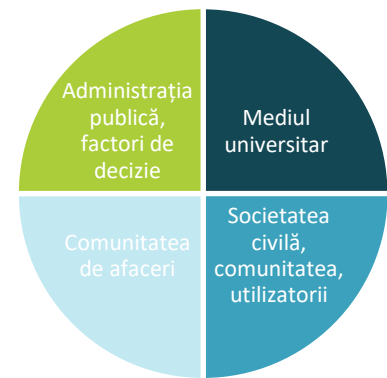 Administrația
publică,
factori de
decizie
Mediul
universitar
Comunitatea
de afaceri
Societatea
civilă,
comunitatea,
utilizatorii